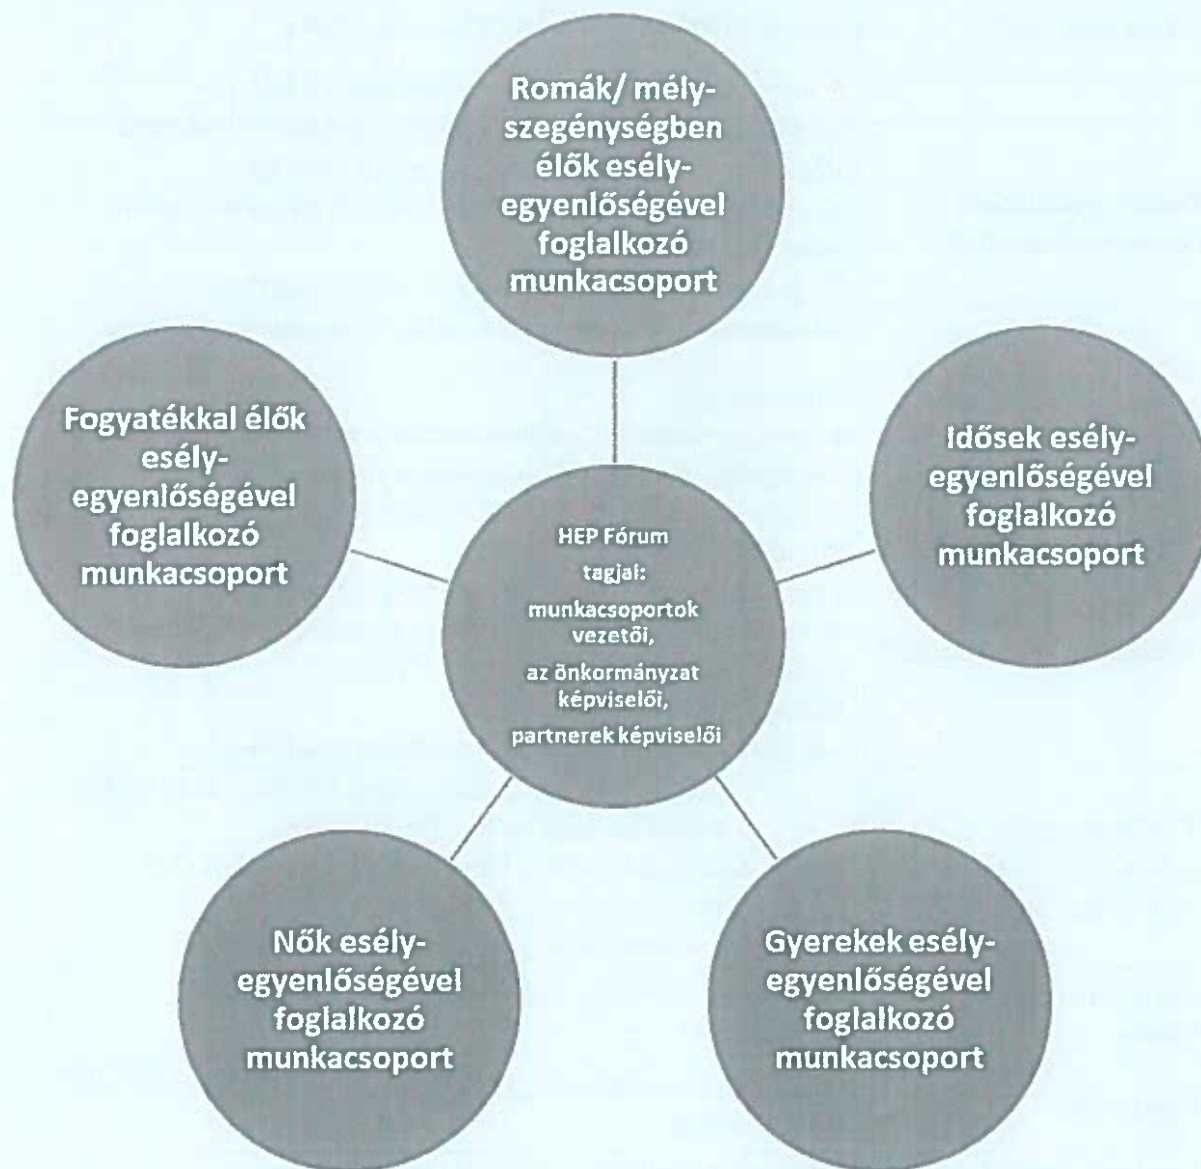 Romák/ mély-
szegénységben
élők esély-
egyenlőségével
foglalkozó
munkacsoport
Fogyatékkal élők
esély-
egyenlőségével
foglalkozó
munkacsoport
Idősek esély-
egyenlőségével
foglalkozó
munkacsoport
HEP Fórum
tagjai:
munkacsoportok
vezetői,
az önkormányzat
képviselői,
partnerek képviselői
Nők esély-
egyenlőségével
foglalkozó
munkacsoport
Gyerekek esély-
egyenlőségével
foglalkozó
munkacsoport